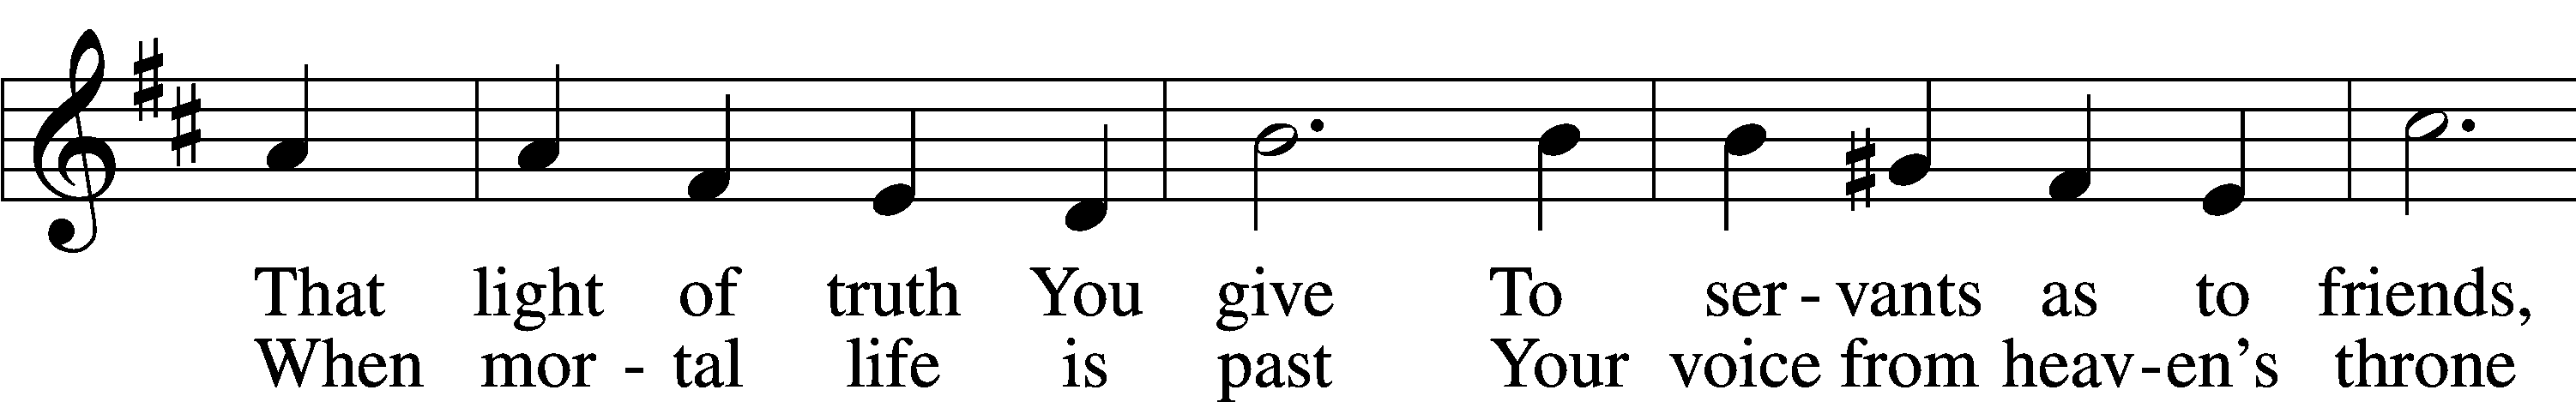 That light of truth You give To ser - vants as to friends,
When mor - tal life is past Your voice from heav-en’s throne